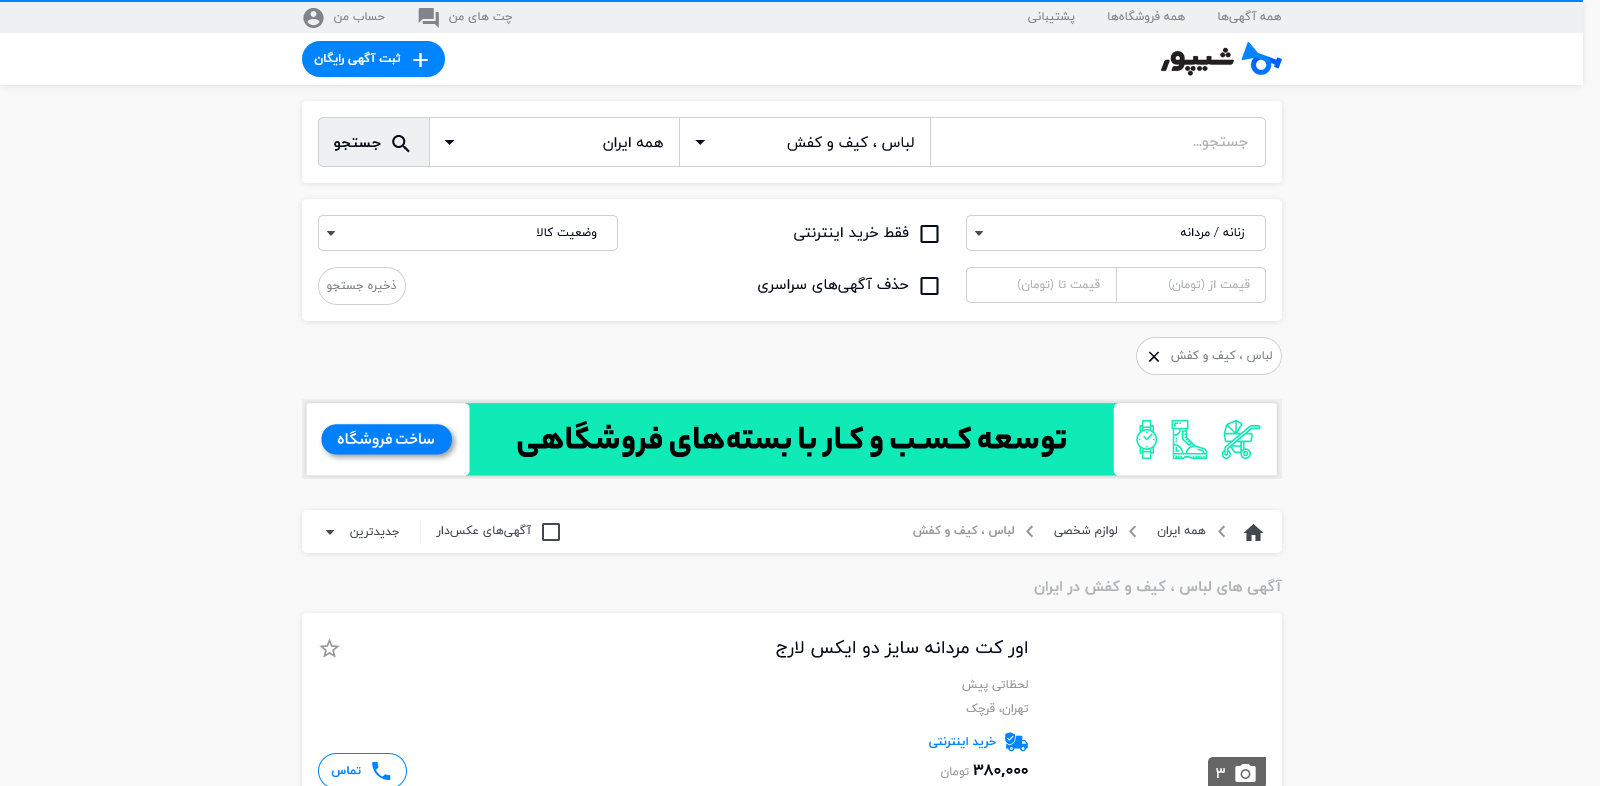 همه آگهی‌ها همه فروشگاه‌ها پشتیبانی چت های من حساب من
شیپور ثبت آگهی رایگان
جستجو... لباس ، کیف و کفش همه ایران جستجو
زنانه / مردانه فقط خرید اینترنتی وضعیت کالا
قیمت از (تومان) قیمت تا (تومان) حذف آگهی‌های سراسری ذخیره جستجو
لباس ، کیف و کفش
توسعه کسب و کار با بسته‌های فروشگاهی ساخت فروشگاه
همه ایران لوازم شخصی لباس ، کیف و کفش آگهی‌های عکس‌دار جدیدترین
آگهی های لباس ، کیف و کفش در ایران
اور کت مردانه سایز دو ایکس لارج
لحظاتی پیش
تهران، قرچک
خرید اینترنتی
۳ ۳۸۰,۰۰۰ تومان تماس